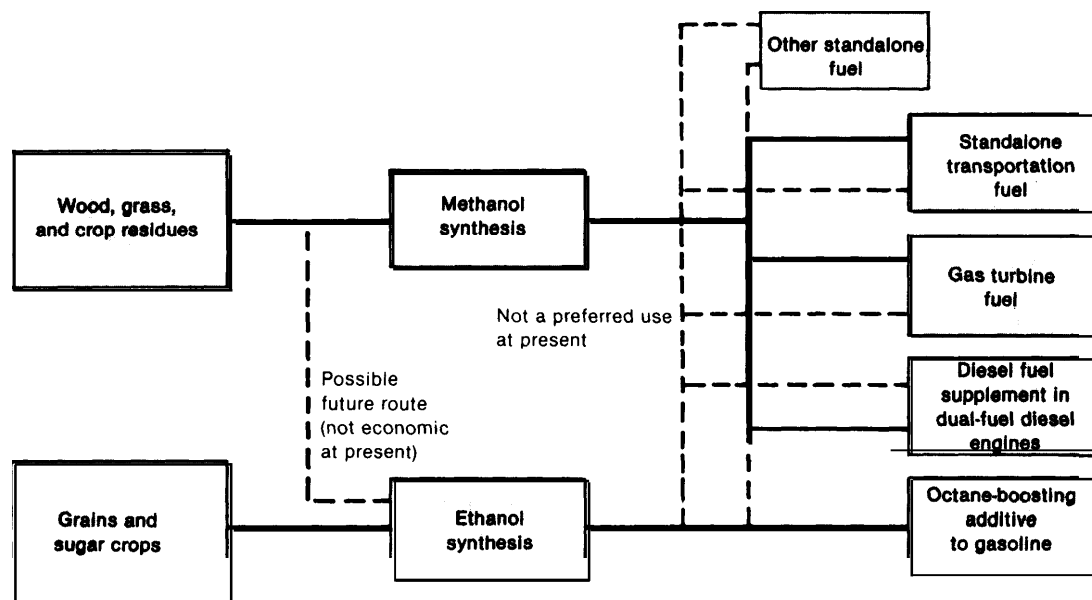 Other standalone
fuel
Standalone
transportation
fuel
Wood, grass,
and crop residues
Methanol
synthesis
Gas turbine
fuel
Not a preferred use
at present
Possible
future route
(not economic
at present)
Diesel fuel
supplement in
dual-fuel diesel
engines
Grains and
sugar crops
Ethanol
synthesis
Octane-boosting
additive
to gasoline